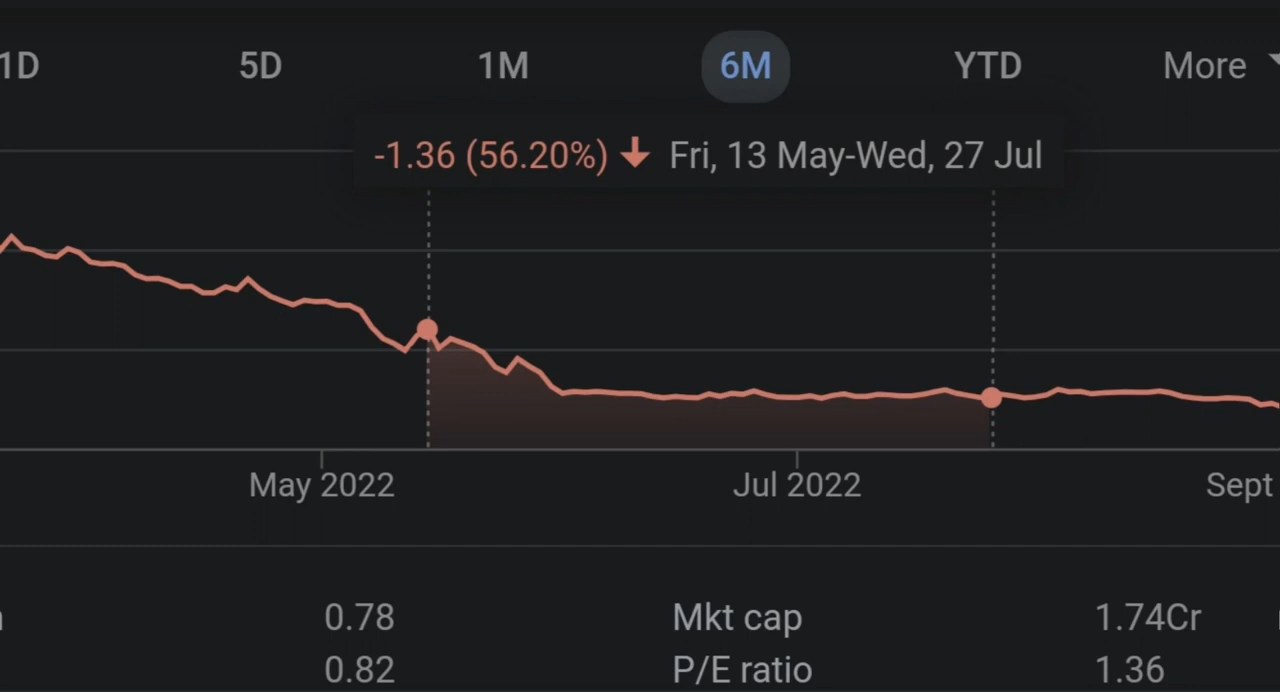 1D 5D 1M 6M YTD More
-1.36 (56.20%) Fri, 13 May-Wed, 27 Jul
May 2022 Jul 2022 Sept
0.78 Mkt cap 1.74Cr
0.82 P/E ratio 1.36